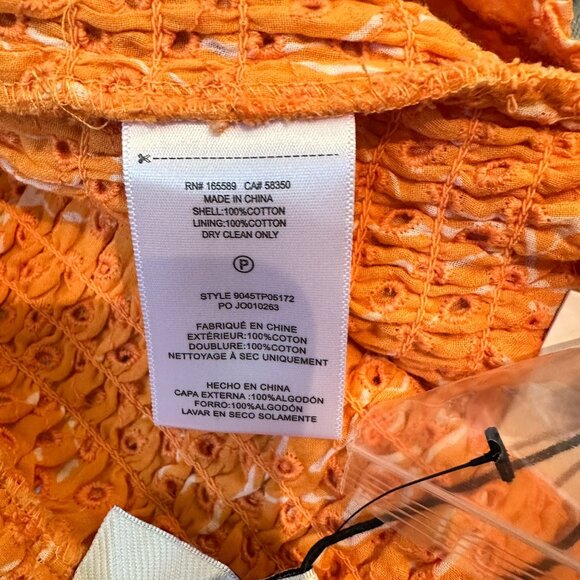 RN# 165589 CA# 58350
MADE IN CHINA
SHELL:100%COTTON
LINING:100%COTTON
DRY CLEAN ONLY
P
STYLE 9045TP05172
PO JO010263
FABRIQUÉ EN CHINE
EXTÉRIEUR:100%COTON
DOUBLURE:100%COTON
NETTOYAGE À SEC UNIQUEMENT
HECHO EN CHINA
CAPA EXTERNA :100%ALGODÓN
FORRO:100%ALGODÓN
LAVAR EN SECO SOLAMENTE